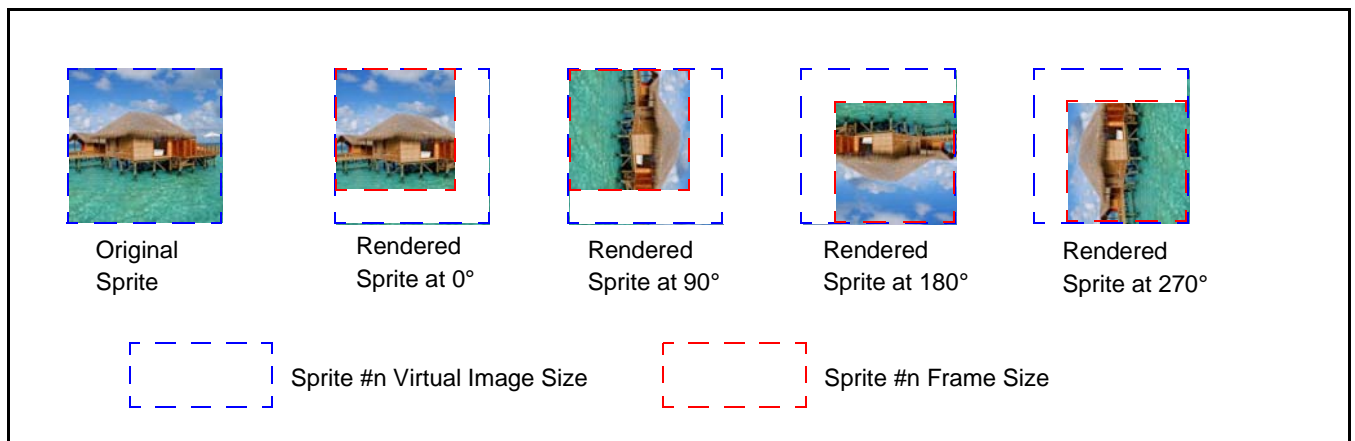 Original
Sprite
Rendered
Sprite at 0°
Rendered
Sprite at 90°
Rendered
Sprite at 180°
Rendered
Sprite at 270°
Sprite #n Virtual Image Size
Sprite #n Frame Size